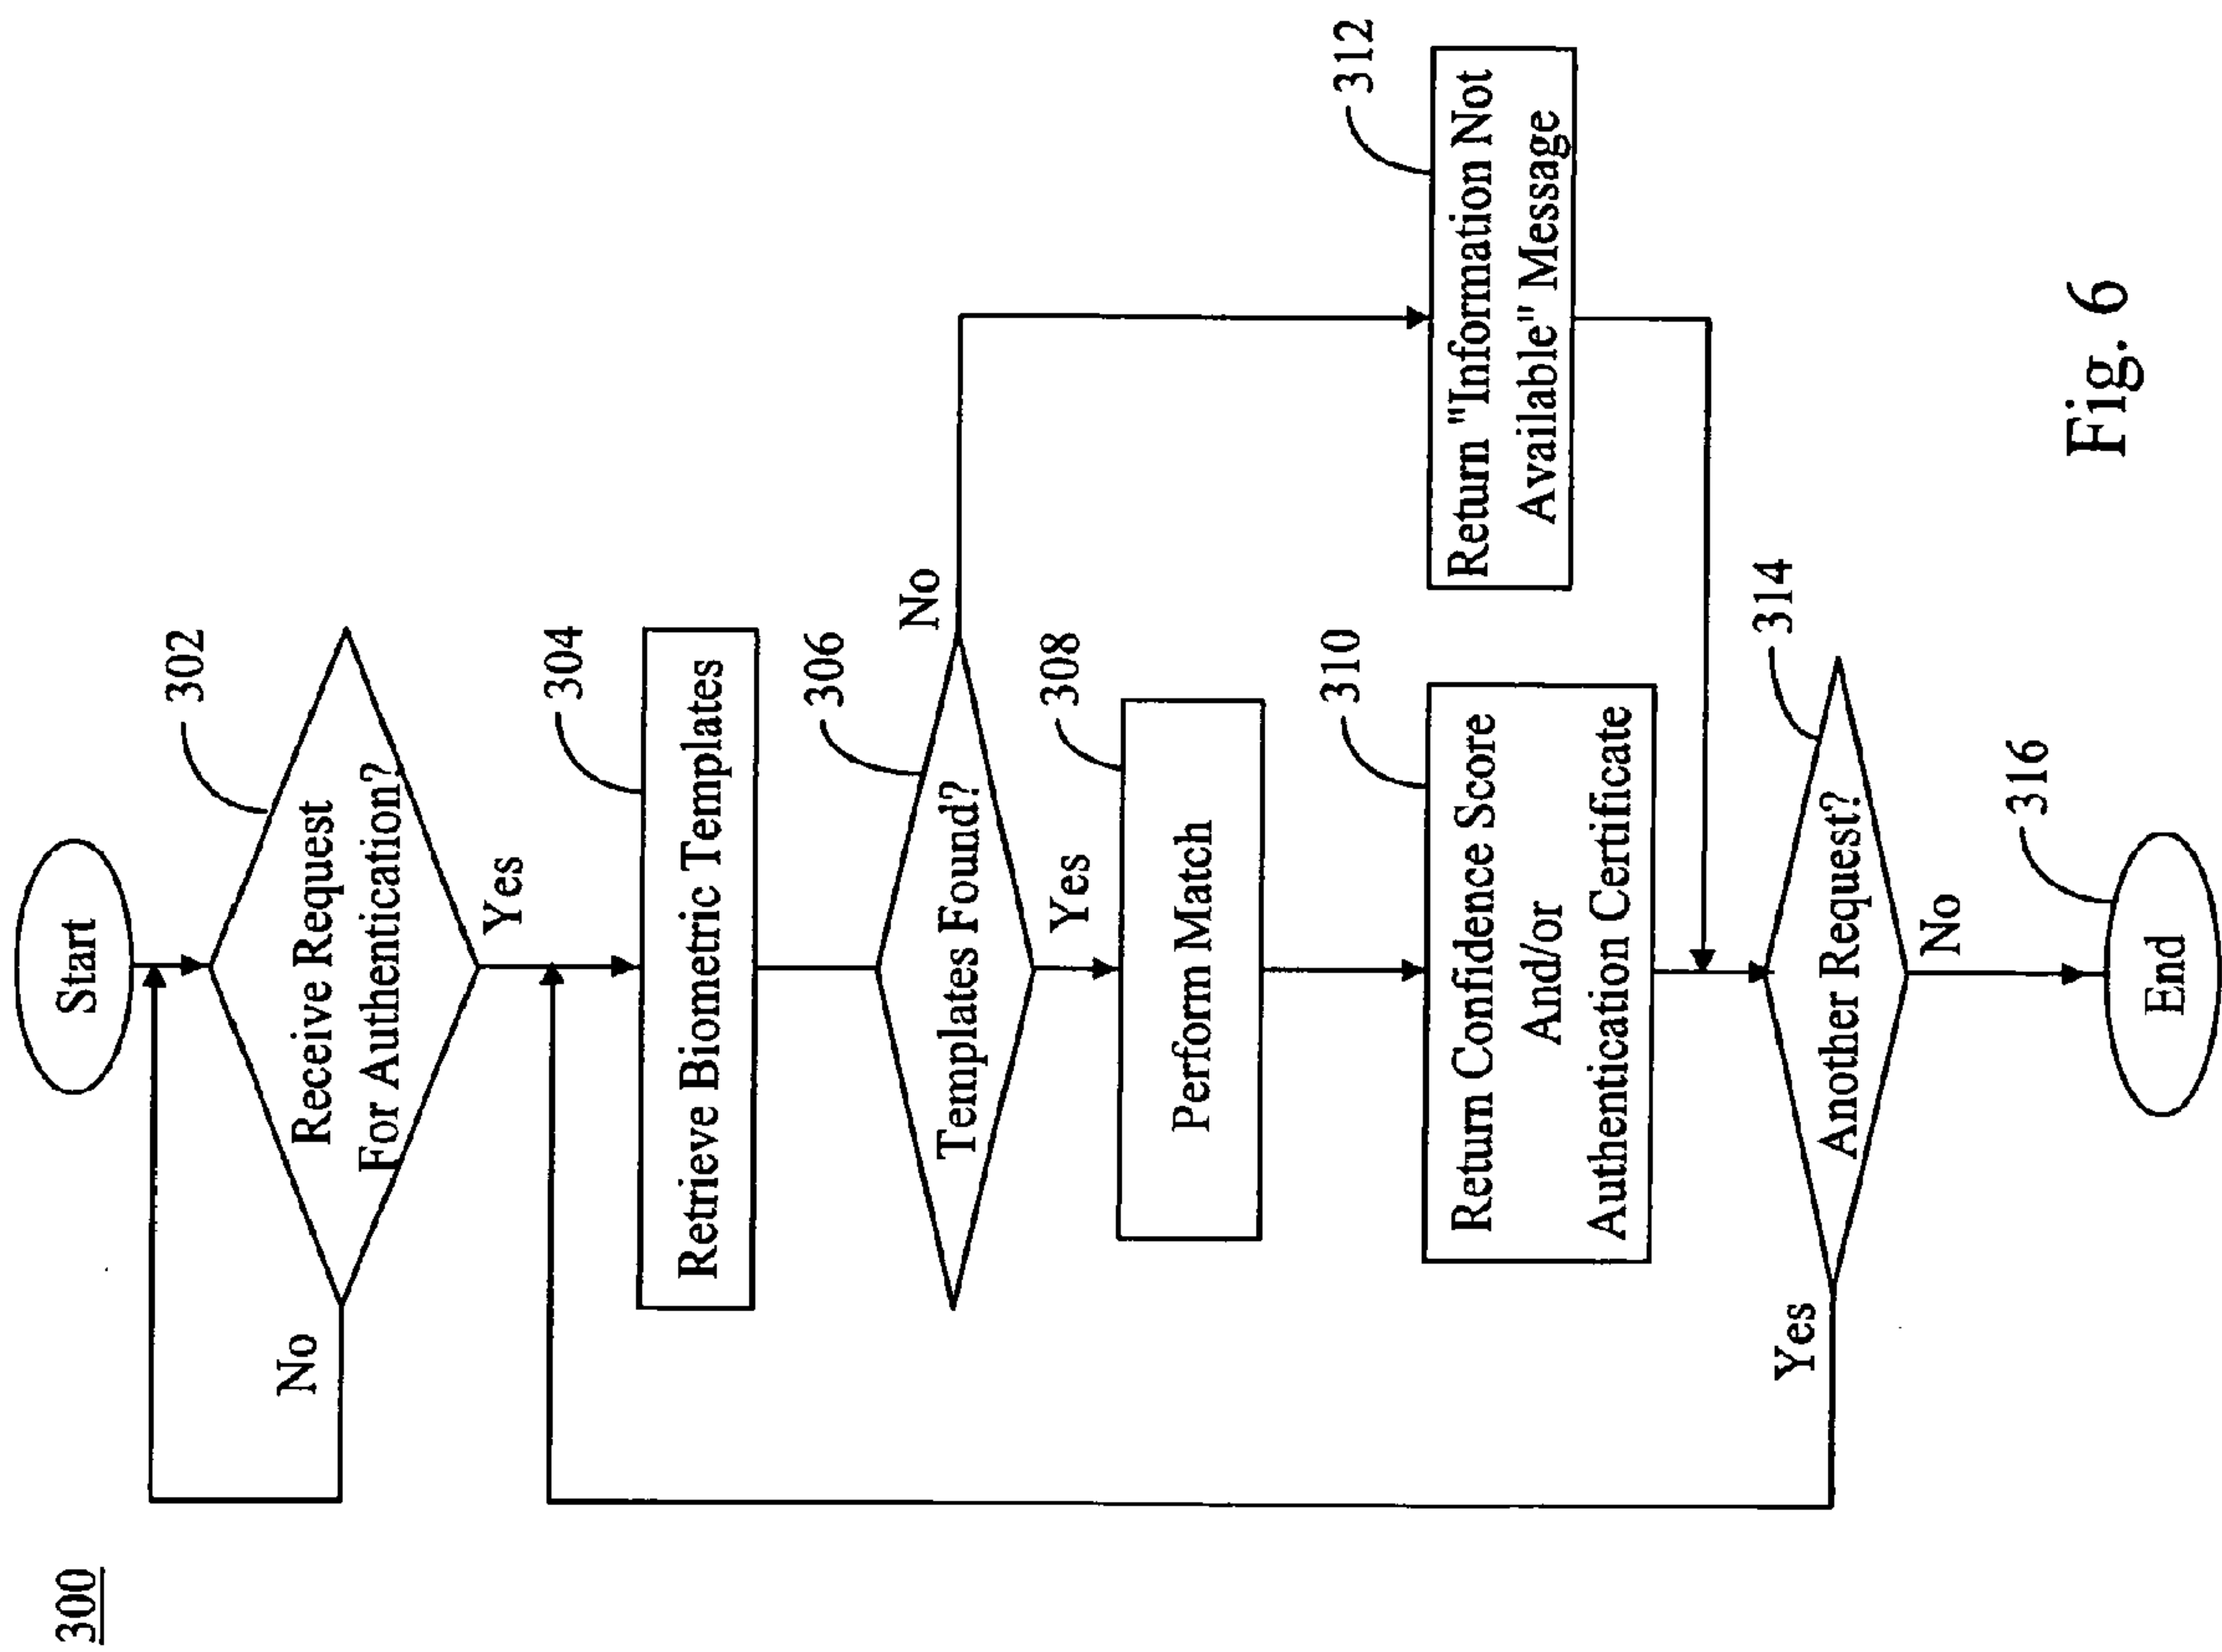 300
Start
302
Receive Request
For Authentication?
No
Yes
304
Retrieve Biometric Templates
306
Templates Found?
No
Yes
308
Perform Match
310
Return Confidence Score
And/or
Authentication Certificate
312
Return "Information Not
Available" Message
314
Another Request?
Yes
No
316
End
Fig. 6